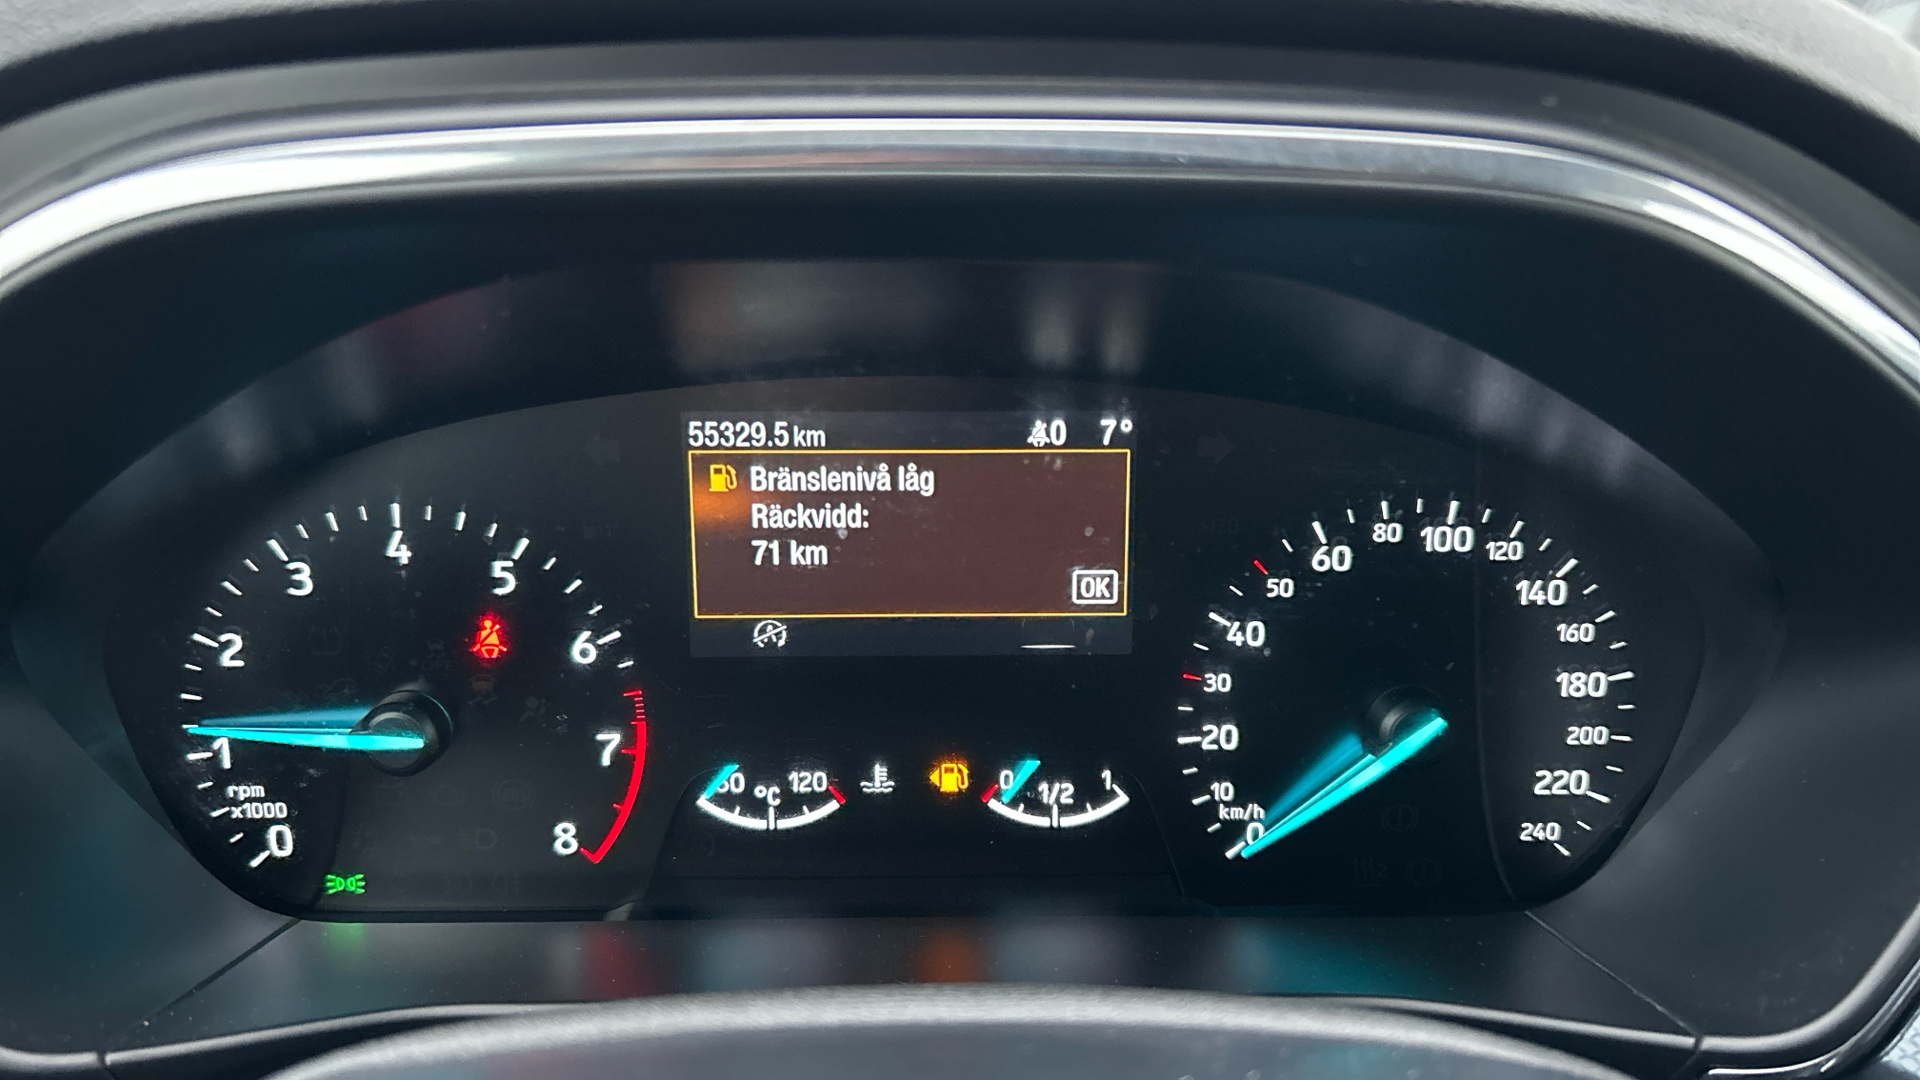 55329.5 km 0 7°
Bränslenivå låg
Räckvidd:
71 km
OK
0 1 2 3 4 5 6 7 8
rpm
x1000
°C 120
0 1/2 1
0 10 20 30 40 50 60 80 100 120 140 160 180 200 220 240
km/h